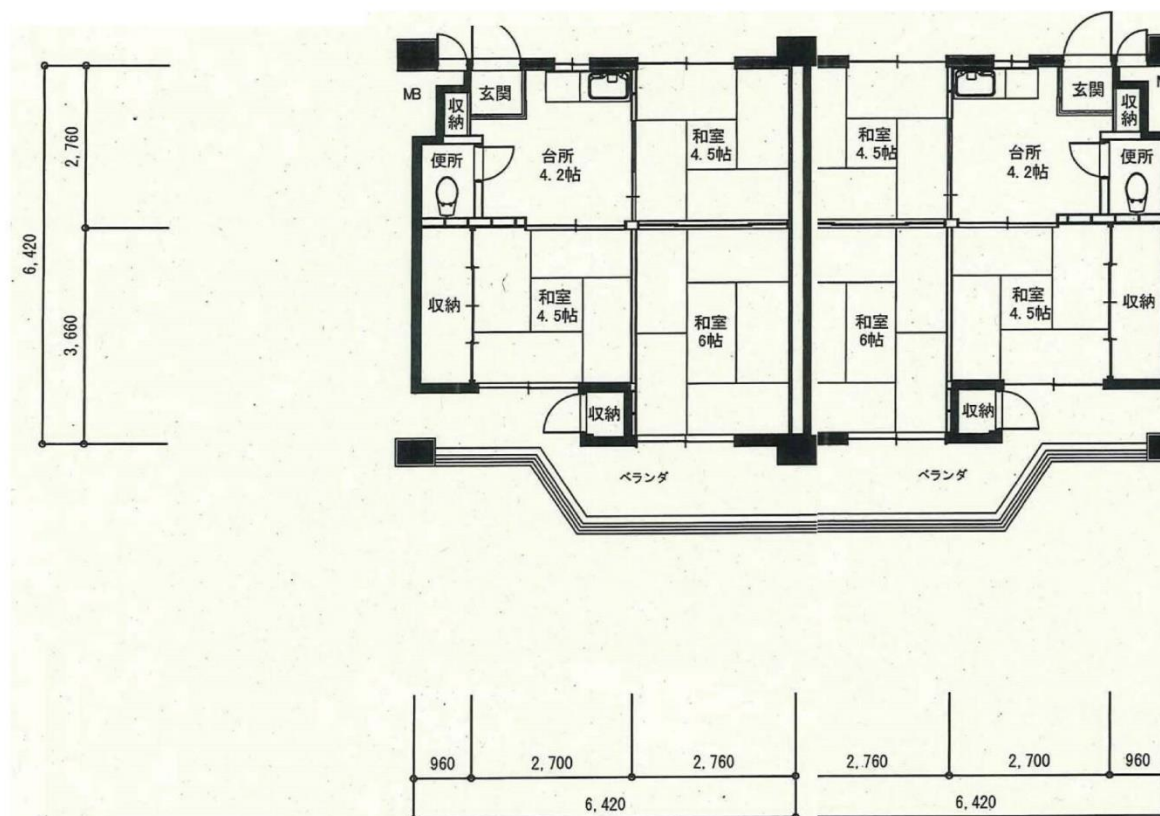 MB
収納
玄関
便所
台所
4.2帖
和室
4.5帖
和室
4.5帖
台所
4.2帖
玄関
収納
便所
2,760
6,420
3,660
収納
和室
4.5帖
和室
6帖
和室
6帖
和室
4.5帖
収納
収納
収納
ベランダ
ベランダ
960
2,700
2,760
2,760
2,700
960
6,420
6,420